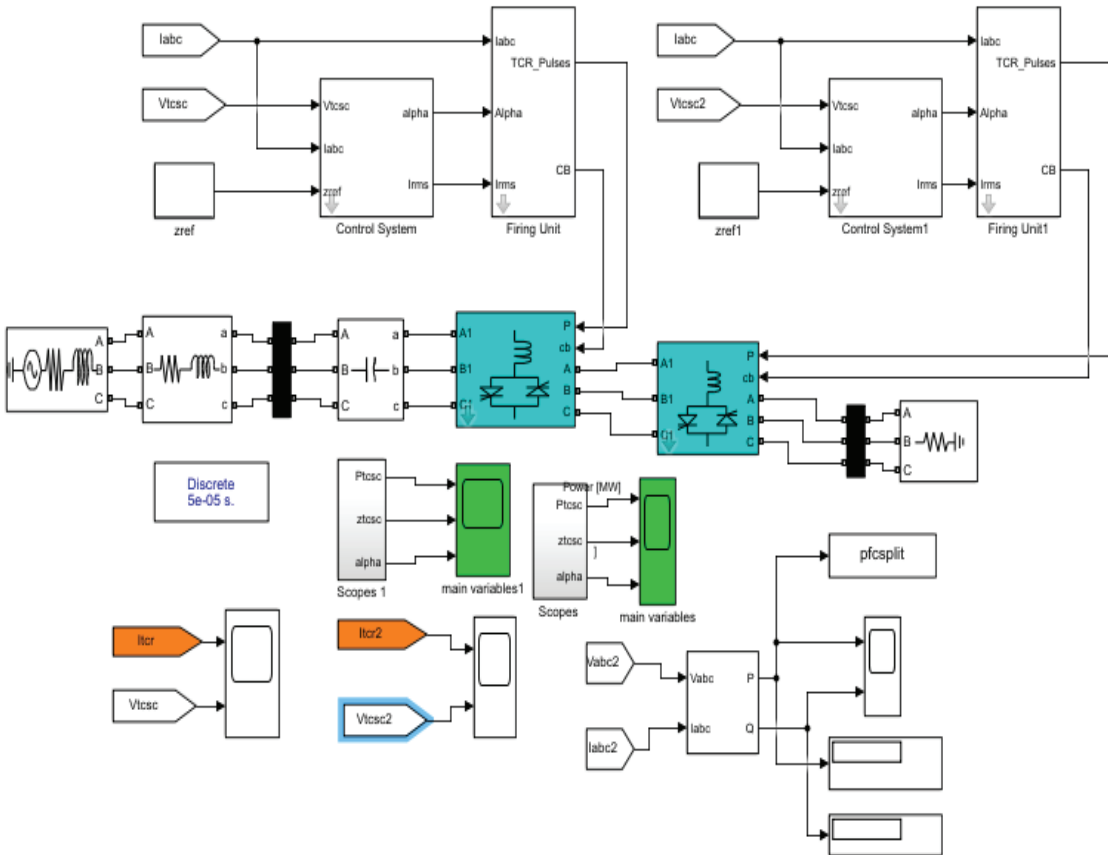 Iabc
Vtcsc
zref
Vtcsc
Iabc
zref
alpha
Irms
Control System
Iabc
Alpha
Irms
TCR_Pulses
CB
Firing Unit
Iabc
Vtcsc2
zref1
Vtcsc
Iabc
zref
alpha
Irms
Control System1
Iabc
Alpha
Irms
TCR_Pulses
CB
Firing Unit1
A
B
C
A
B
C
a
b
c
A
B
C
a
b
c
A1
B1
C1
P
cb
A
B
C
A1
B1
C1
P
cb
A
B
C
A
B
C
Discrete
5e-05 s.
Ptcsc
ztcsc
alpha
Scopes 1
main variables1
Power [MW]
Ptcsc
ztcsc
]
alpha
Scopes
main variables
pfcsplit
Itcr
Vtcsc
Itcr2
Vtcsc2
Vabc2
Iabc2
Vabc
Iabc
P
Q